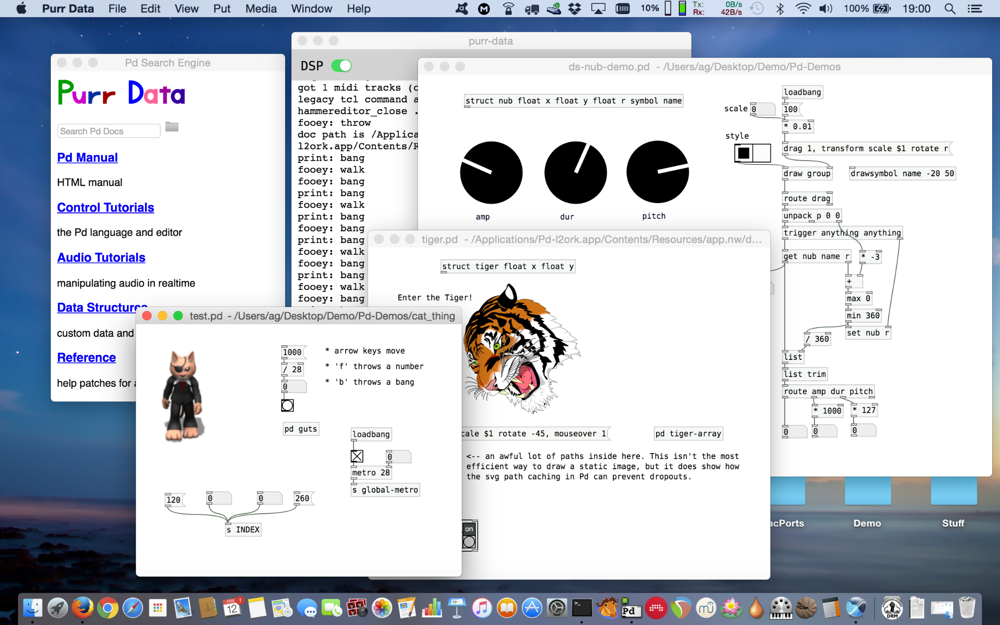 Purr Data File Edit View Put Media Window Help
10% Tx: 0B/s Rx: 42B/s 100% 19:00
purr-data
DSP
got 1 midi tracks (
legacy tcl command a
hammereditor_close .
fooey: throw
doc path is /Applica
l2ork.app/Contents/R
print: bang
fooey: walk
fooey: bang
print: bang
fooey: walk
print: bang
fooey: bang
print: bang
fooey: walk
fooey: bang
print: bang
fooey: walk
fooey: bang
Pd Search Engine
Purr Data
Search Pd Docs
Pd Manual
HTML manual
Control Tutorials
the Pd language and editor
Audio Tutorials
manipulating audio in realtime
Data Structures
custom data and
Reference
help patches for a
ds-nub-demo.pd - /Users/ag/Desktop/Demo/Pd-Demos
struct nub float x float y float r symbol name
amp
dur
pitch
scale 0
style
loadbang
100
* 0.01
drag 1, transform scale $1 rotate r
draw group
drawsymbol name -20 50
route drag
unpack p 0 0
trigger anything anything
get nub name r
* -3
+
max 0
min 360
set nub r
/ 360
list
list trim
route amp dur pitch
* 1000
* 127
0
0
0
tiger.pd - /Applications/Pd-l2ork.app/Contents/Resources/app.nw/d...
struct tiger float x float y
Enter the Tiger!
cale $1 rotate -45, mouseover 1
pd tiger-array
<-- an awful lot of paths inside here. This isn't the most
efficient way to draw a static image, but it does show how
the svg path caching in Pd can prevent dropouts.
on
test.pd - /Users/ag/Desktop/Demo/Pd-Demos/cat_thing
1000
/ 28
0
* arrow keys move
* 'f' throws a number
* 'b' throws a bang
pd guts
loadbang
0
metro 28
s global-metro
120
0
0
260
s INDEX
acPorts
Demo
Stuff
FEB 1
12
Pd
DRM